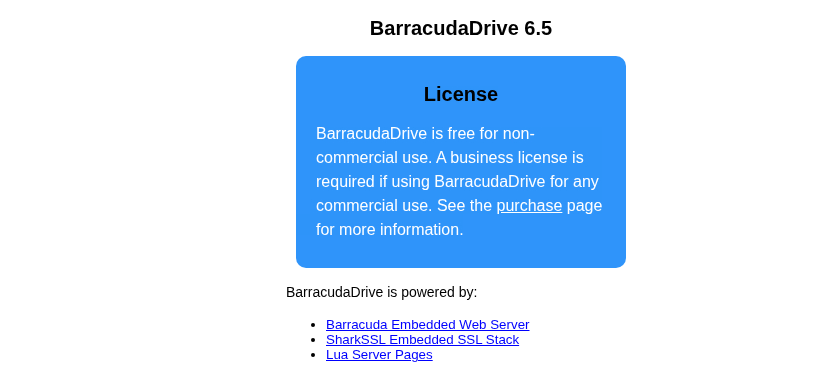 BarracudaDrive 6.5
License
BarracudaDrive is free for non-
commercial use. A business license is
required if using BarracudaDrive for any
commercial use. See the purchase page
for more information.
BarracudaDrive is powered by:
Barracuda Embedded Web Server
SharkSSL Embedded SSL Stack
Lua Server Pages